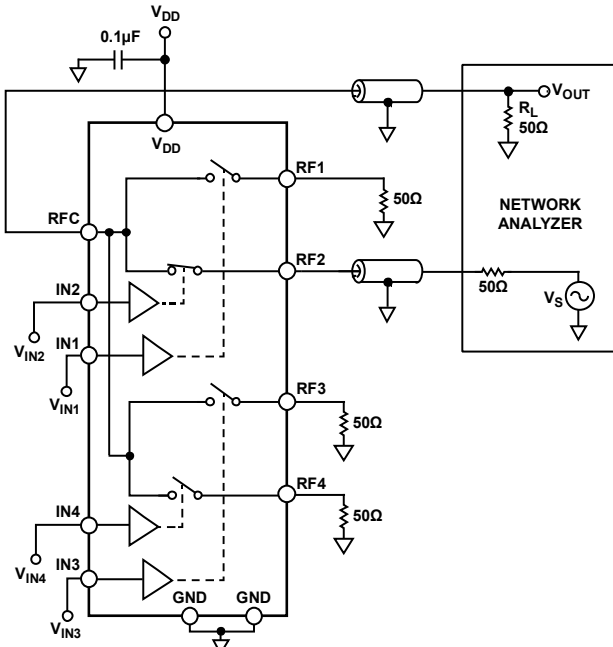 V_DD
0.1µF
V_OUT
R_L
50Ω
V_DD
RF1
50Ω
NETWORK
ANALYZER
RFC
RF2
50Ω
V_S
IN2
V_IN2
IN1
V_IN1
RF3
50Ω
RF4
50Ω
IN4
V_IN4
IN3
V_IN3
GND
GND